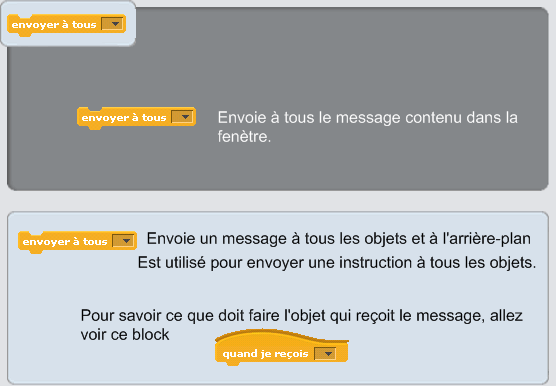 envoyer à tous
envoyer à tous
Envoie à tous le message contenu dans la
fenêtre.
envoyer à tous
Envoie un message à tous les objets et à l'arrière-plan
Est utilisé pour envoyer une instruction à tous les objets.
Pour savoir ce que doit faire l'objet qui reçoit le message, allez
voir ce block
quand je reçois